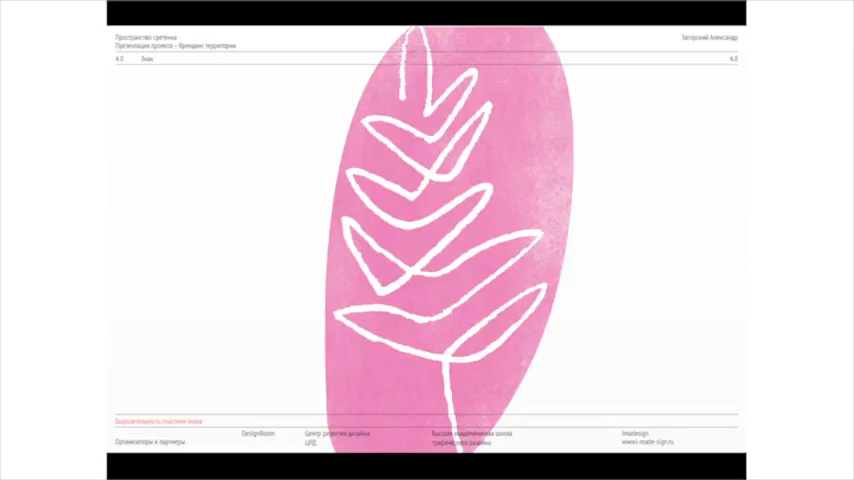 Пространство сретенка
Презентация проекта – брендинг территории
Загорский Александр
4.0 Знак 4.0
Выразительность пластики знака
Организаторы и партнеры
DesignBoom
Центр развития дизайна
ЦРД
Высшая академическая школа
графического дизайна
Imadesign
www.i-made-sign.ru